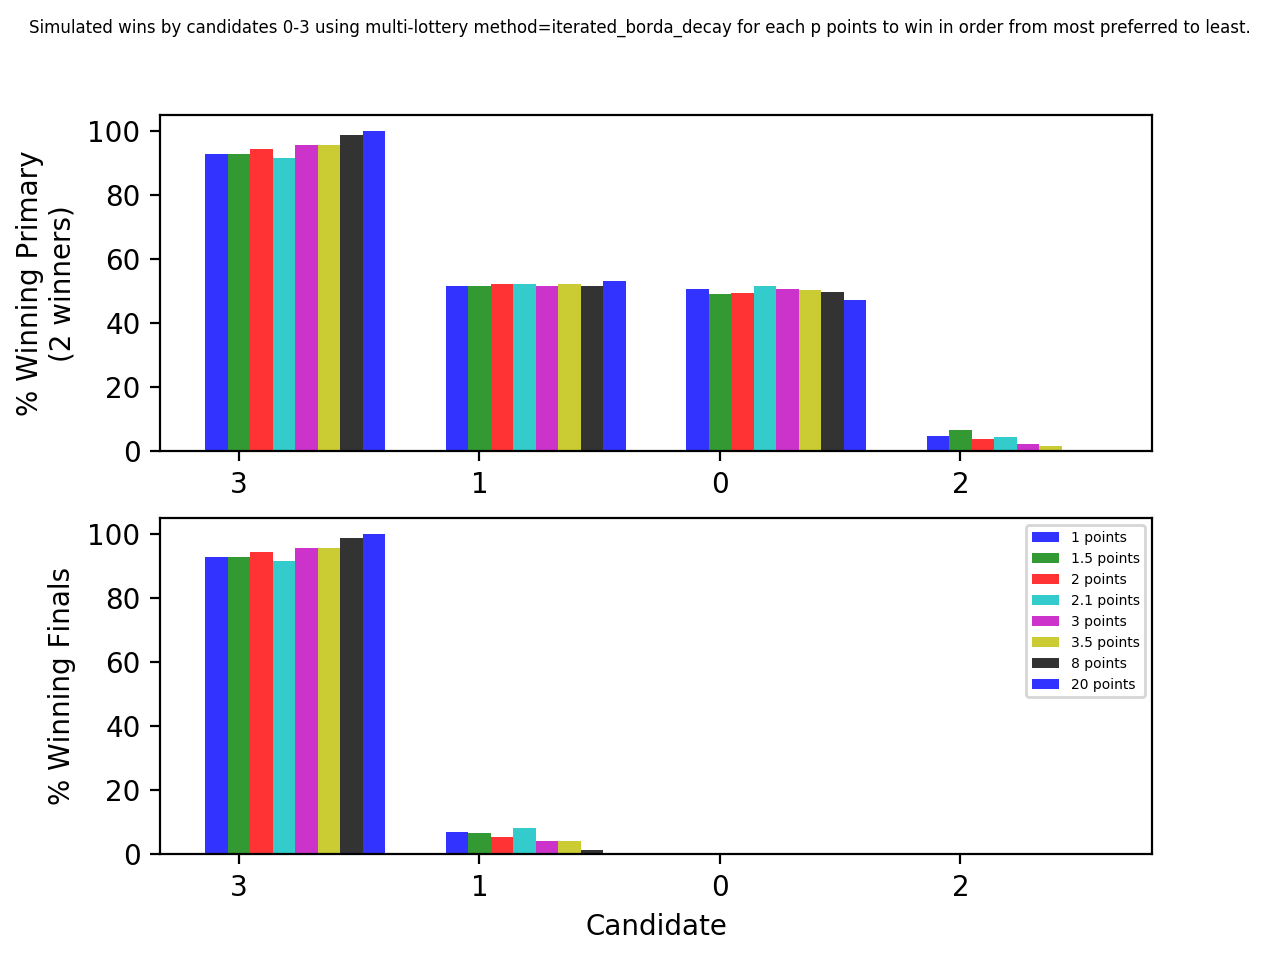 Simulated wins by candidates 0-3 using multi-lottery method=iterated_borda_decay for each p points to win in order from most preferred to least.
% Winning Primary
(2 winners)
100
80
60
40
20
0
3 1 0 2
% Winning Finals
100
80
60
40
20
0
3 1 0 2
Candidate
1 points
1.5 points
2 points
2.1 points
3 points
3.5 points
8 points
20 points